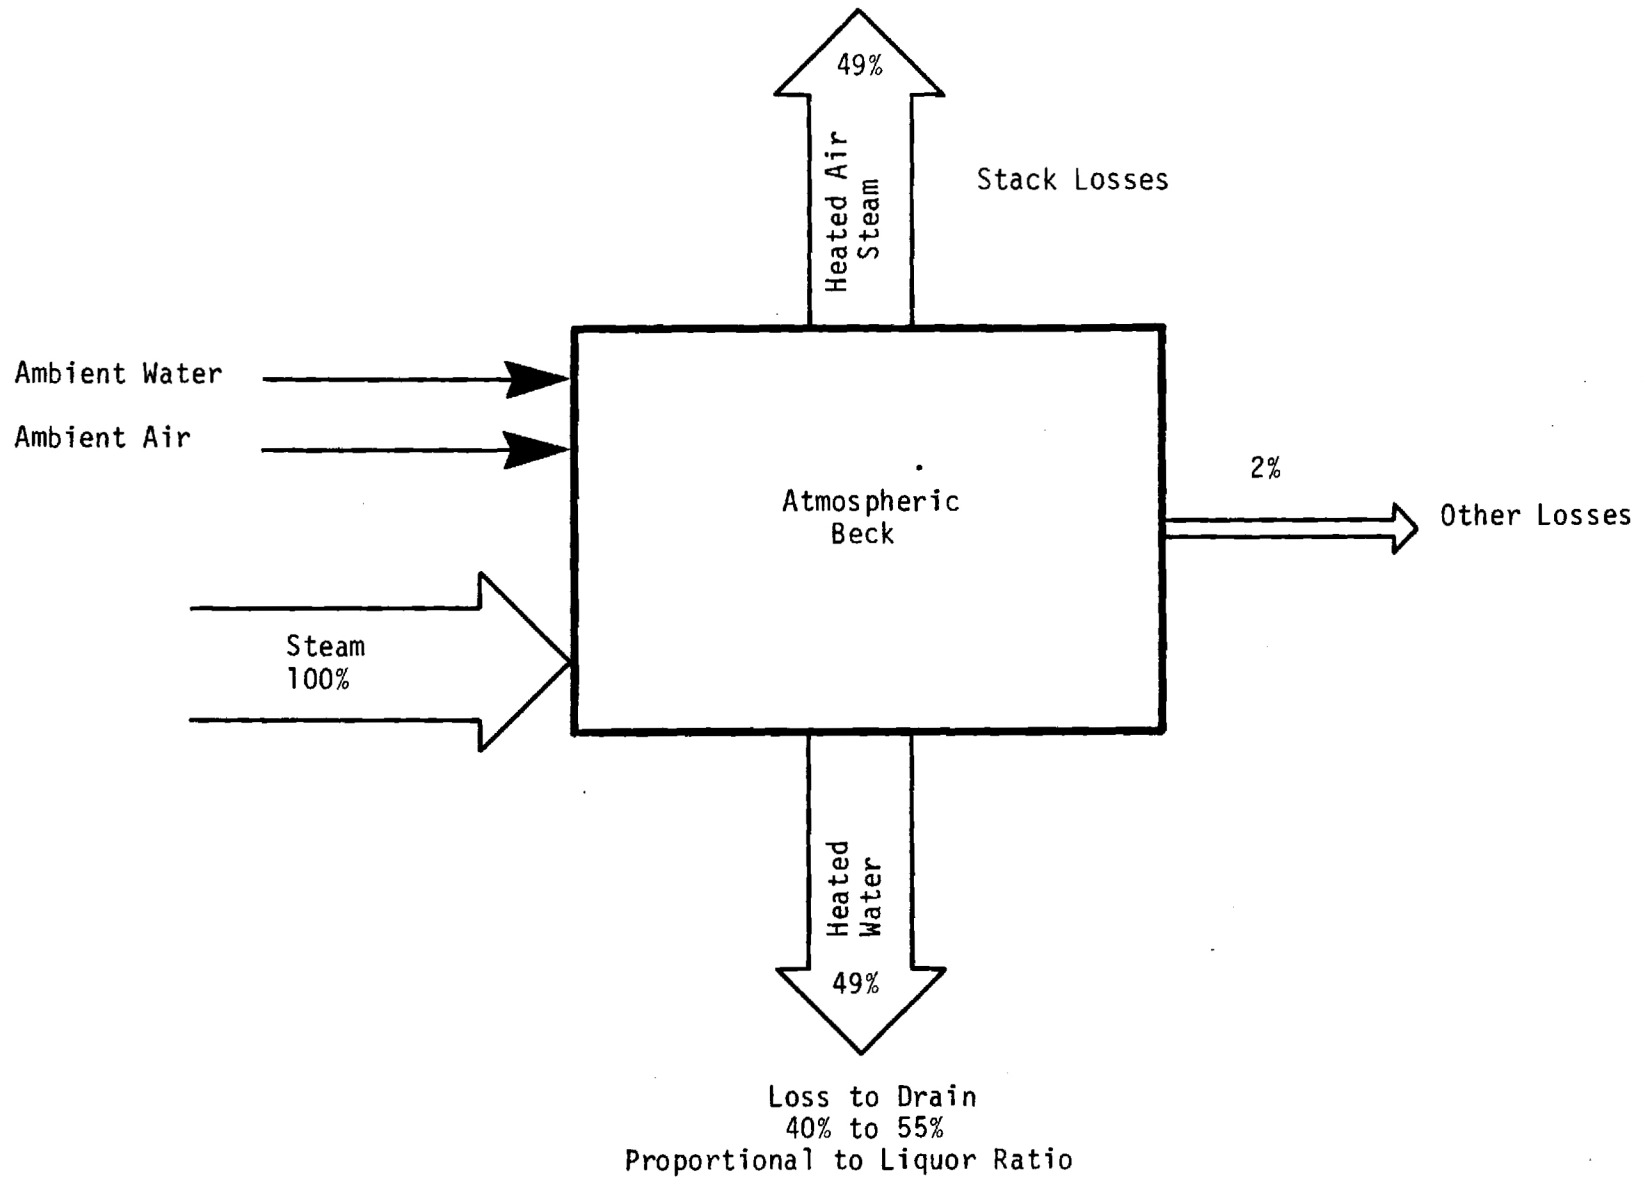 49%
Heated Air
Steam
Stack Losses
Ambient Water
Ambient Air
2%
Atmospheric
Beck
Other Losses
Steam
100%
Heated
Water
49%
Loss to Drain
40% to 55%
Proportional to Liquor Ratio